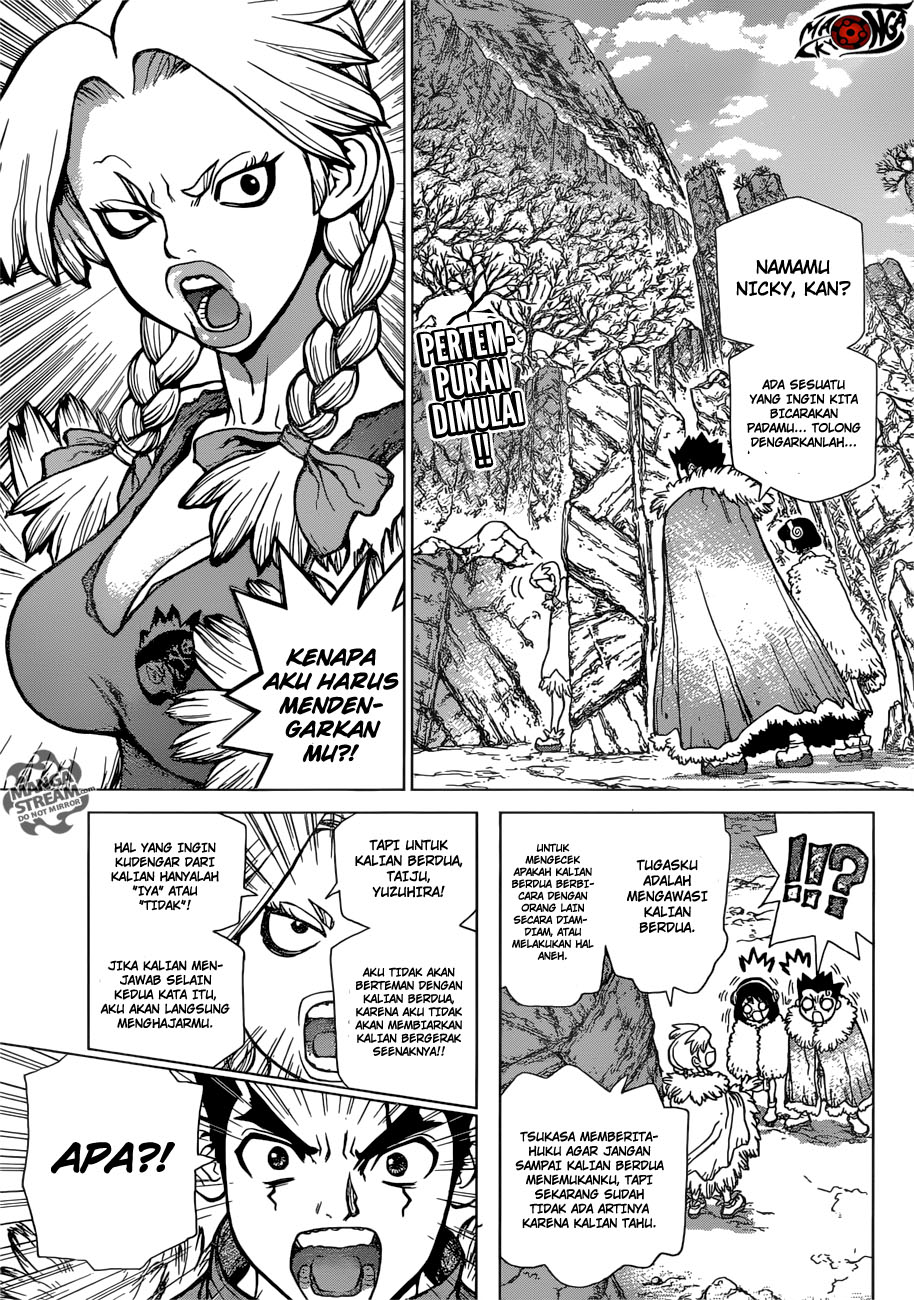 MANGA
CKY
NAMAMU
NICKY, KAN?
ADA SESUATU
YANG INGIN KITA
BICARAKAN
PADAMU... TOLONG
DENGARKANLAH...
PERTEM-
PURAN
DIMULAI
!!
KENAPA
AKU HARUS
MENDEN-
GARKAN
MU?!
MANGA
STREAM.com
DO NOT MIRROR
!!?
TUGASKU
ADALAH
MENGAWASI
KALIAN
BERDUA.
UNTUK
MENGECEK
APAKAH KALIAN
BERDUA BERBI-
CARA DENGAN
ORANG LAIN
SECARA DIAM-
DIAM, ATAU
MELAKUKAN HAL
ANEH.
TSUKASA MEMBERITA-
HUKU AGAR JANGAN
SAMPAI KALIAN BERDUA
MENEMUKANKU, TAPI
SEKARANG SUDAH
TIDAK ADA ARTINYA
KARENA KALIAN TAHU.
TAPI UNTUK
KALIAN BERDUA,
TAIJU,
YUZUHIRA!
AKU TIDAK AKAN
BERTEMAN DENGAN
KALIAN BERDUA,
KARENA AKU TIDAK
AKAN MEMBIARKAN
KALIAN BERGERAK
SEENAKNYA!!
HAL YANG INGIN
KUDENGAR DARI
KALIAN HANYALAH
"IYA" ATAU
"TIDAK"!
JIKA KALIAN MEN-
JAWAB SELAIN
KEDUA KATA ITU,
AKU AKAN LANGSUNG
MENGHAJARMU.
APA?!